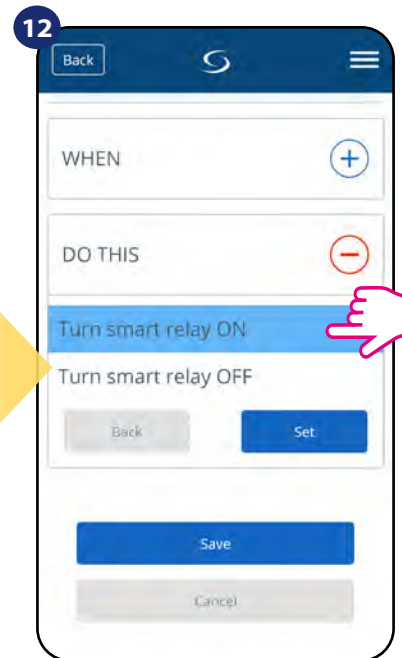 12
Back
WHEN
DO THIS
Turn smart relay ON
Turn smart relay OFF
Back Set
Save
Cancel